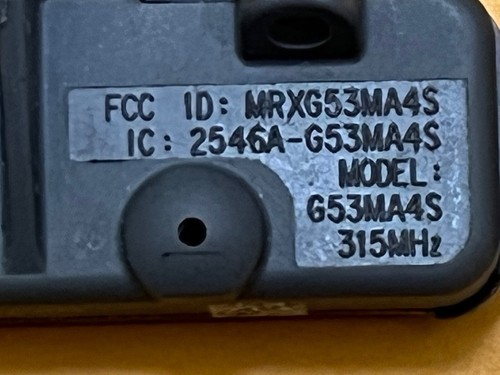 FCC ID: MRXG53MA4S
IC: 2546A-G53MA4S
MODEL:
G53MA4S
315MHz